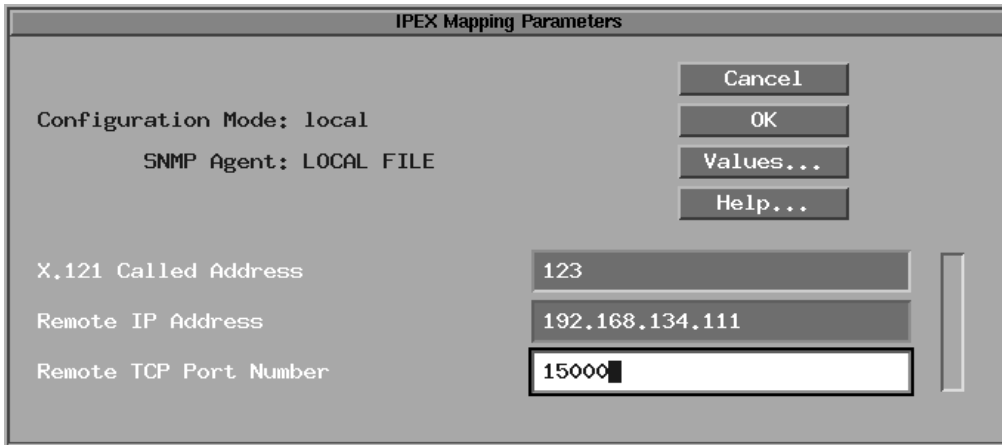 IPEX Mapping Parameters
Cancel
Configuration Mode: local
OK
SNMP Agent: LOCAL FILE
Values...
Help...
X.121 Called Address 123
Remote IP Address 192.168.134.111
Remote TCP Port Number 15000